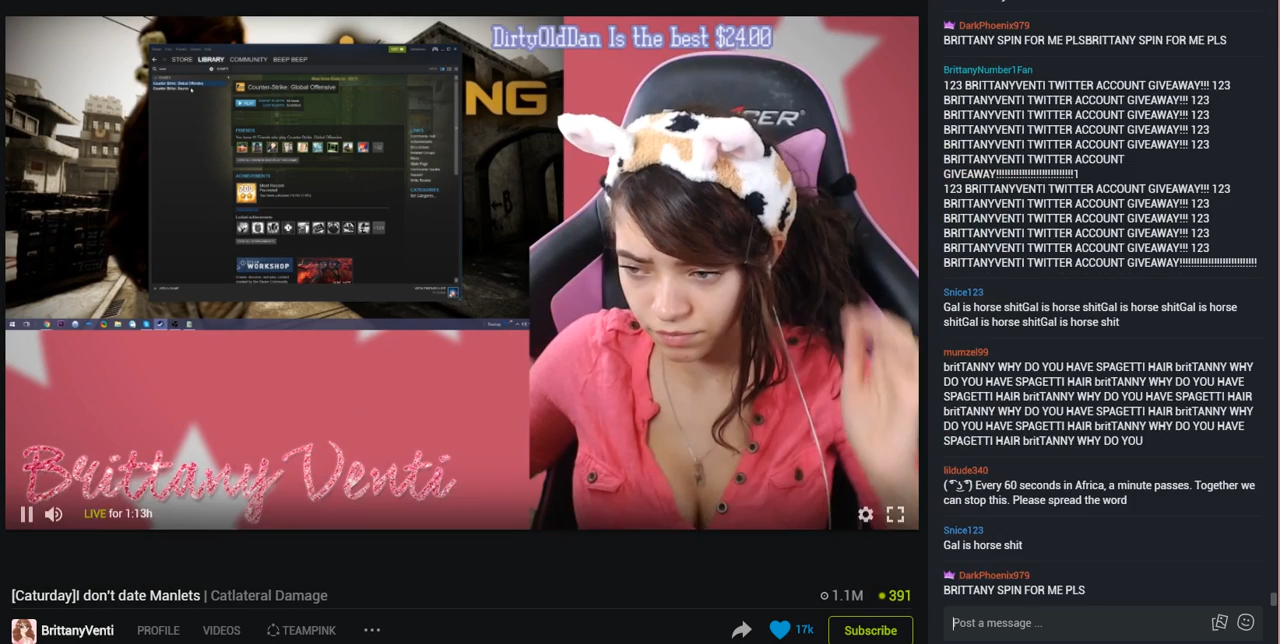 DirtyOldDan Is the best $24.00
STORE LIBRARY COMMUNITY BEEP BEEP
Counter-Strike: Global Offensive
PLAY
FRIENDS
ACHIEVEMENTS
WORKSHOP
LINKS
CATEGORIES
NG
CER
Brittany Venti
LIVE for 1:13h
[Caturday]I don't date Manlets | Catlateral Damage
1.1M 391
BrittanyVenti PROFILE VIDEOS TEAMPINK ...
17k Subscribe
DarkPhoenix979
BRITTANY SPIN FOR ME PLSBRITTANY SPIN FOR ME PLS
BrittanyNumber1Fan
123 BRITTANYVENTI TWITTER ACCOUNT GIVEAWAY!!! 123
BRITTANYVENTI TWITTER ACCOUNT GIVEAWAY!!! 123
BRITTANYVENTI TWITTER ACCOUNT GIVEAWAY!!! 123
BRITTANYVENTI TWITTER ACCOUNT GIVEAWAY!!! 123
BRITTANYVENTI TWITTER ACCOUNT GIVEAWAY!!! 123
BRITTANYVENTI TWITTER ACCOUNT
GIVEAWAY!!!!!!!!!!!!!!!!!!!!!!!!!!!!!1
123 BRITTANYVENTI TWITTER ACCOUNT GIVEAWAY!!! 123
BRITTANYVENTI TWITTER ACCOUNT GIVEAWAY!!! 123
BRITTANYVENTI TWITTER ACCOUNT GIVEAWAY!!! 123
BRITTANYVENTI TWITTER ACCOUNT GIVEAWAY!!! 123
BRITTANYVENTI TWITTER ACCOUNT GIVEAWAY!!! 123
BRITTANYVENTI TWITTER ACCOUNT GIVEAWAY!!!!!!!!!!!!!!!!!!!!!!!!!!!!!
Snice123
Gal is horse shitGal is horse shitGal is horse shitGal is horse
shitGal is horse shitGal is horse shit
mumzel99
britTANNY WHY DO YOU HAVE SPAGETTI HAIR britTANNY WHY
DO YOU HAVE SPAGETTI HAIR britTANNY WHY DO YOU HAVE
SPAGETTI HAIR britTANNY WHY DO YOU HAVE SPAGETTI HAIR
britTANNY WHY DO YOU HAVE SPAGETTI HAIR britTANNY WHY
DO YOU HAVE SPAGETTI HAIR britTANNY WHY DO YOU HAVE
SPAGETTI HAIR britTANNY WHY DO YOU
lildude340
( ͡° ͜ʖ ͡°) Every 60 seconds in Africa, a minute passes. Together we
can stop this. Please spread the word
Snice123
Gal is horse shit
DarkPhoenix979
BRITTANY SPIN FOR ME PLS
Post a message ...